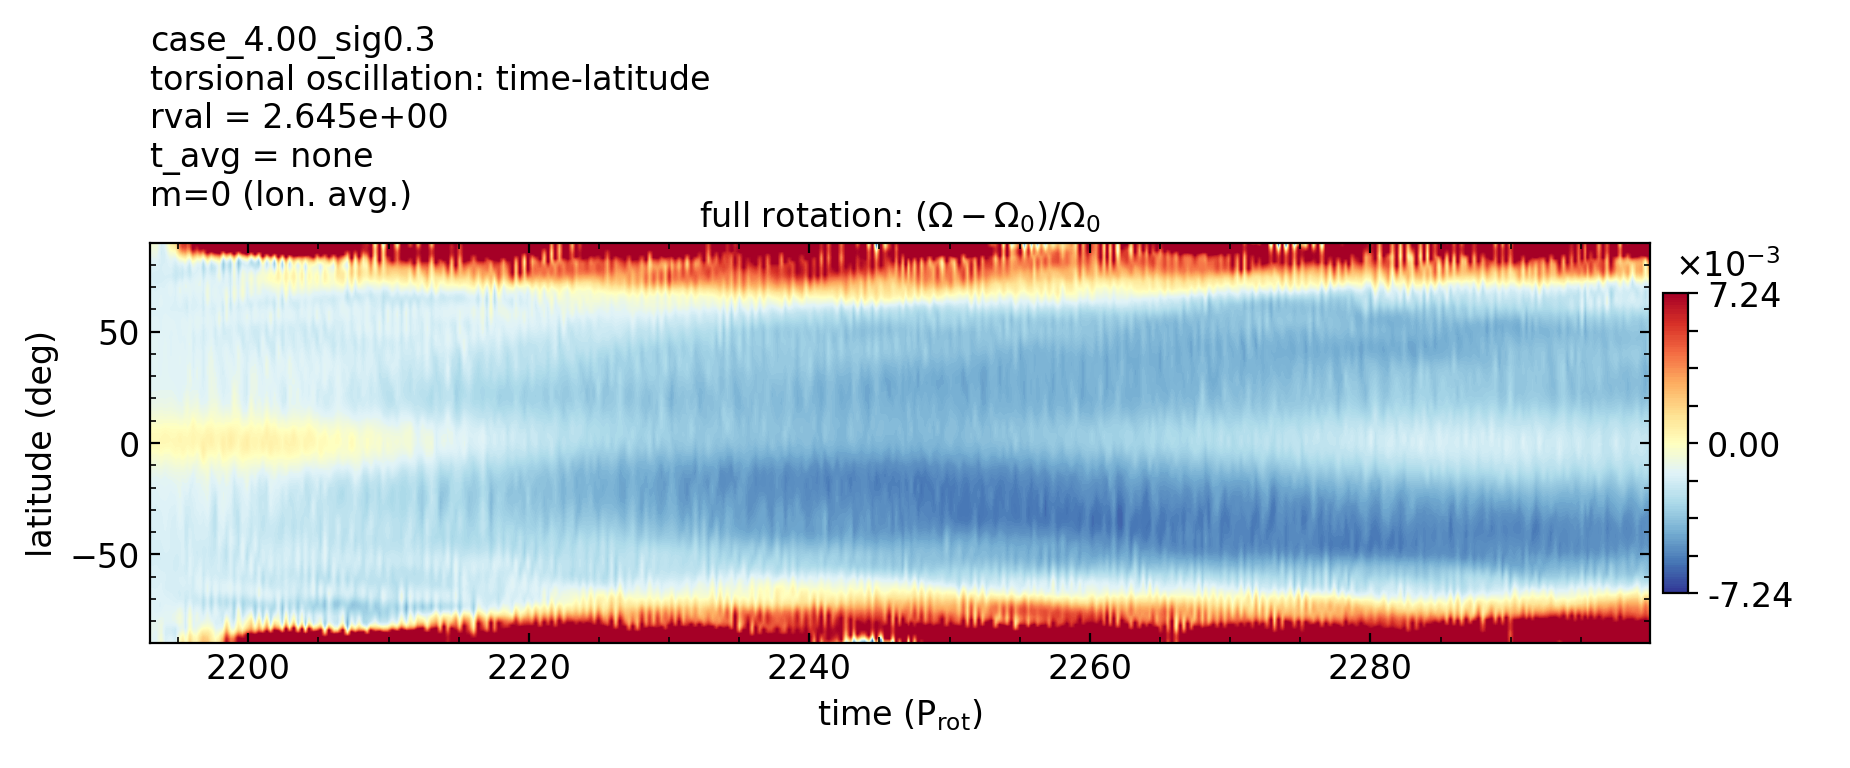 case_4.00_sig0.3
torsional oscillation: time-latitude
rval = 2.645e+00
t_avg = none
m=0 (lon. avg.)
full rotation: (Ω − Ω₀)/Ω₀
×10⁻³
7.24
0.00
-7.24
latitude (deg)
50
0
−50
2200 2220 2240 2260 2280
time (P_rot)